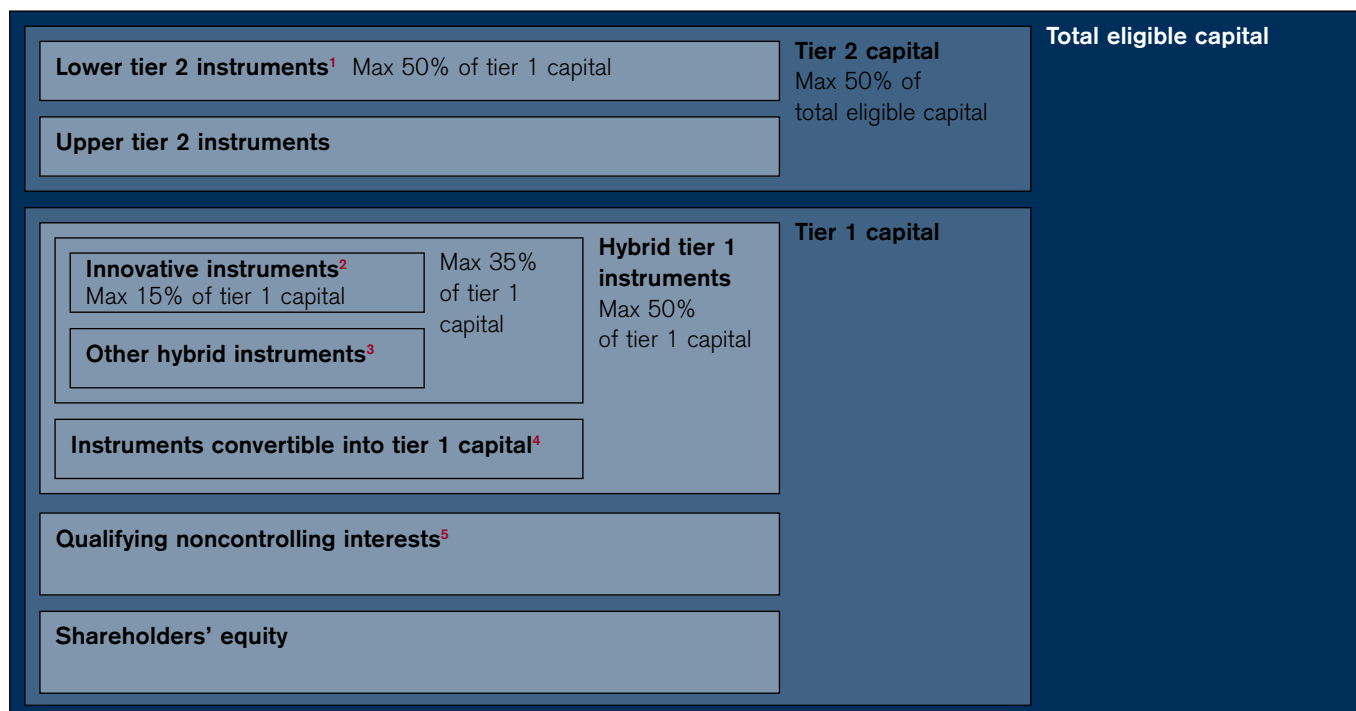 Total eligible capital
Tier 2 capital
Max 50% of
total eligible capital
Lower tier 2 instruments1 Max 50% of tier 1 capital
Upper tier 2 instruments
Tier 1 capital
Hybrid tier 1
instruments
Max 50%
of tier 1 capital
Max 35%
of tier 1
capital
Innovative instruments2
Max 15% of tier 1 capital
Other hybrid instruments3
Instruments convertible into tier 1 capital4
Qualifying noncontrolling interests5
Shareholders’ equity